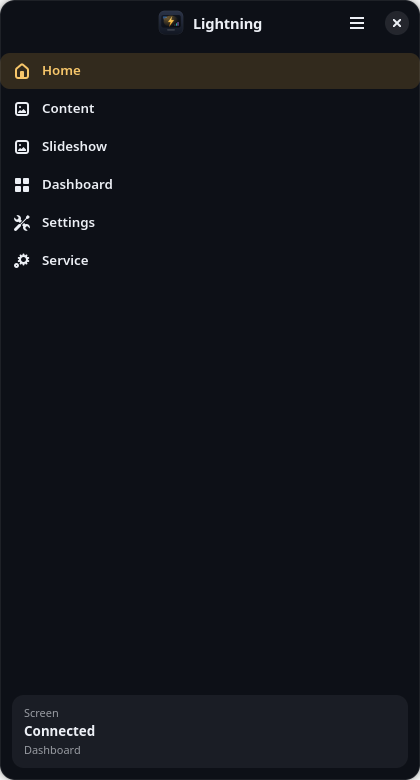 Lightning
Home
Content
Slideshow
Dashboard
Settings
Service
Screen
Connected
Dashboard